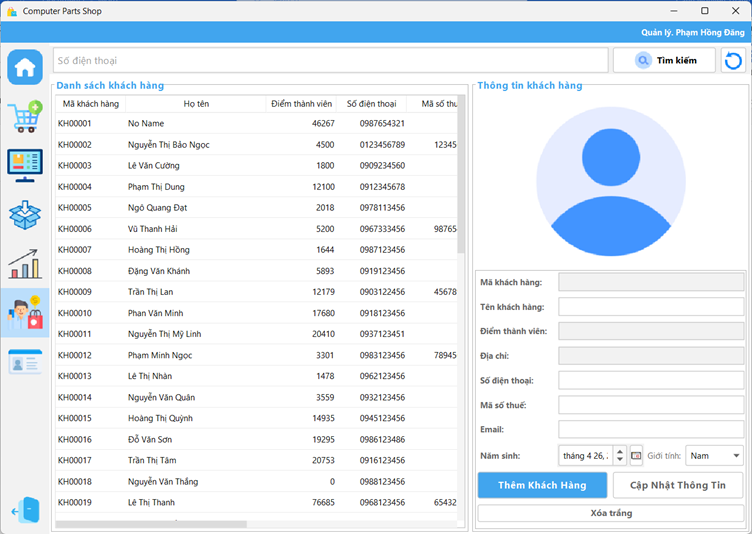 Computer Parts Shop
Quản lý. Phạm Hồng Đăng
Số điện thoại
Tìm kiếm
Danh sách khách hàng
Mã khách hàng Họ tên Điểm thành viên Số điện thoại Mã số thu
KH00001 No Name 46267 0987654321
KH00002 Nguyễn Thị Bảo Ngọc 4500 0123456789 12345
KH00003 Lê Văn Cường 1800 0909234560
KH00004 Phạm Thị Dung 12100 0912345678
KH00005 Ngô Quang Đạt 2018 0978113456
KH00006 Vũ Thanh Hải 5200 0967333456 98765
KH00007 Hoàng Thị Hồng 1644 0987123456
KH00008 Đặng Văn Khánh 5893 0919123456
KH00009 Trần Thị Lan 12179 0903122456 45678
KH00010 Phan Văn Minh 17680 0918123456
KH00011 Nguyễn Thị Mỹ Linh 20410 0937123451
KH00012 Phạm Minh Ngọc 3301 0983123456 78945
KH00013 Lê Thị Nhàn 1478 0962123456
KH00014 Nguyễn Văn Quân 3559 0932123456
KH00015 Hoàng Thị Quỳnh 14935 0945123456
KH00016 Đỗ Văn Sơn 19295 0986123486
KH00017 Trần Thị Tâm 20753 0916123456
KH00018 Nguyễn Văn Thắng 0 0988123456
KH00019 Lê Thị Thanh 76685 0968123456 65432
Thông tin khách hàng
Mã khách hàng:
Tên khách hàng:
Điểm thành viên:
Địa chỉ:
Số điện thoại:
Mã số thuế:
Email:
Năm sinh: tháng 4 26, Giới tính: Nam
Thêm Khách Hàng Cập Nhật Thông Tin
Xóa trắng